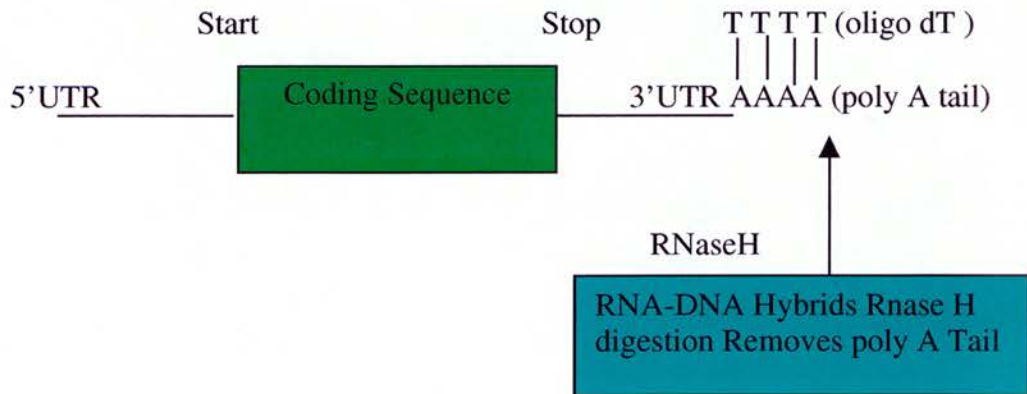 Start
Stop
T T T T (oligo dT )
5'UTR
Coding Sequence
3'UTR AAAA (poly A tail)
RNaseH
RNA-DNA Hybrids Rnase H
digestion Removes poly A Tail